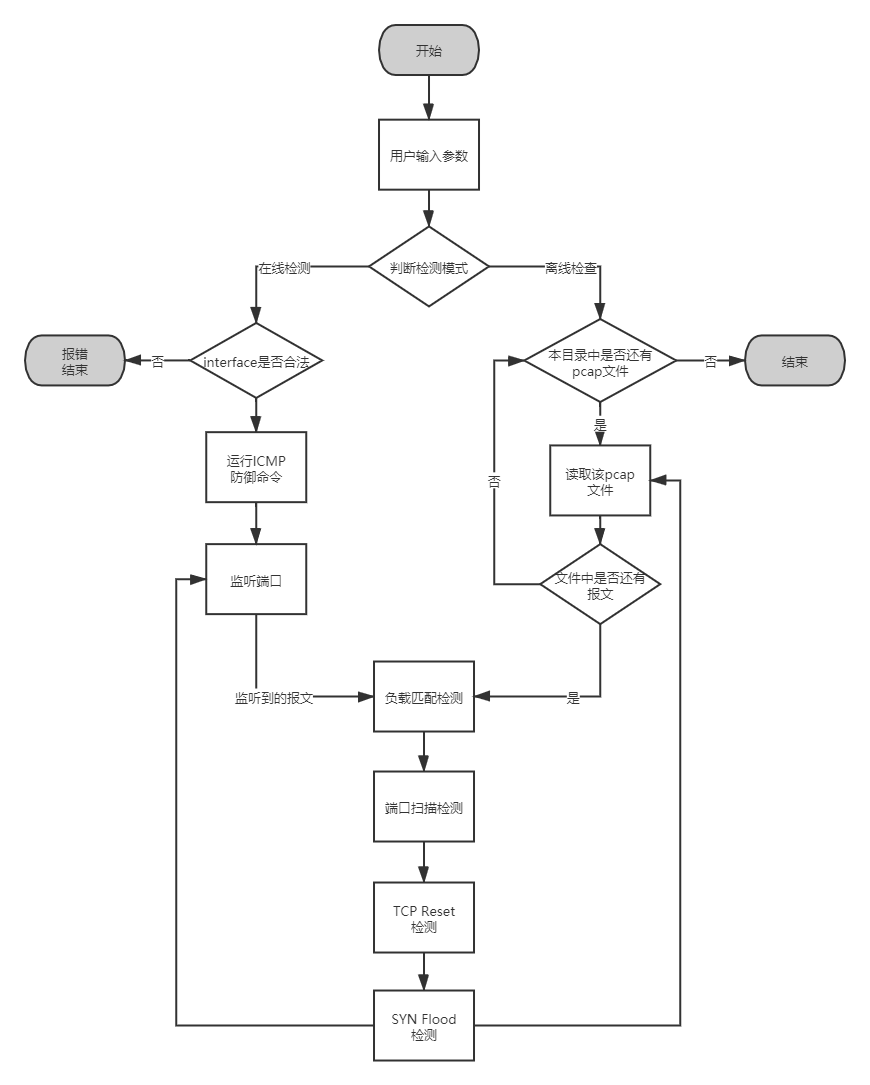 开始
用户输入参数
判断检测模式
在线检测
离线检查
报错
结束
否
interface是否合法
本目录中是否还有
pcap文件
否
结束
是
运行ICMP
防御命令
读取该pcap
文件
否
监听端口
文件中是否还有
报文
监听到的报文
负载匹配检测
是
端口扫描检测
TCP Reset
检测
SYN Flood
检测